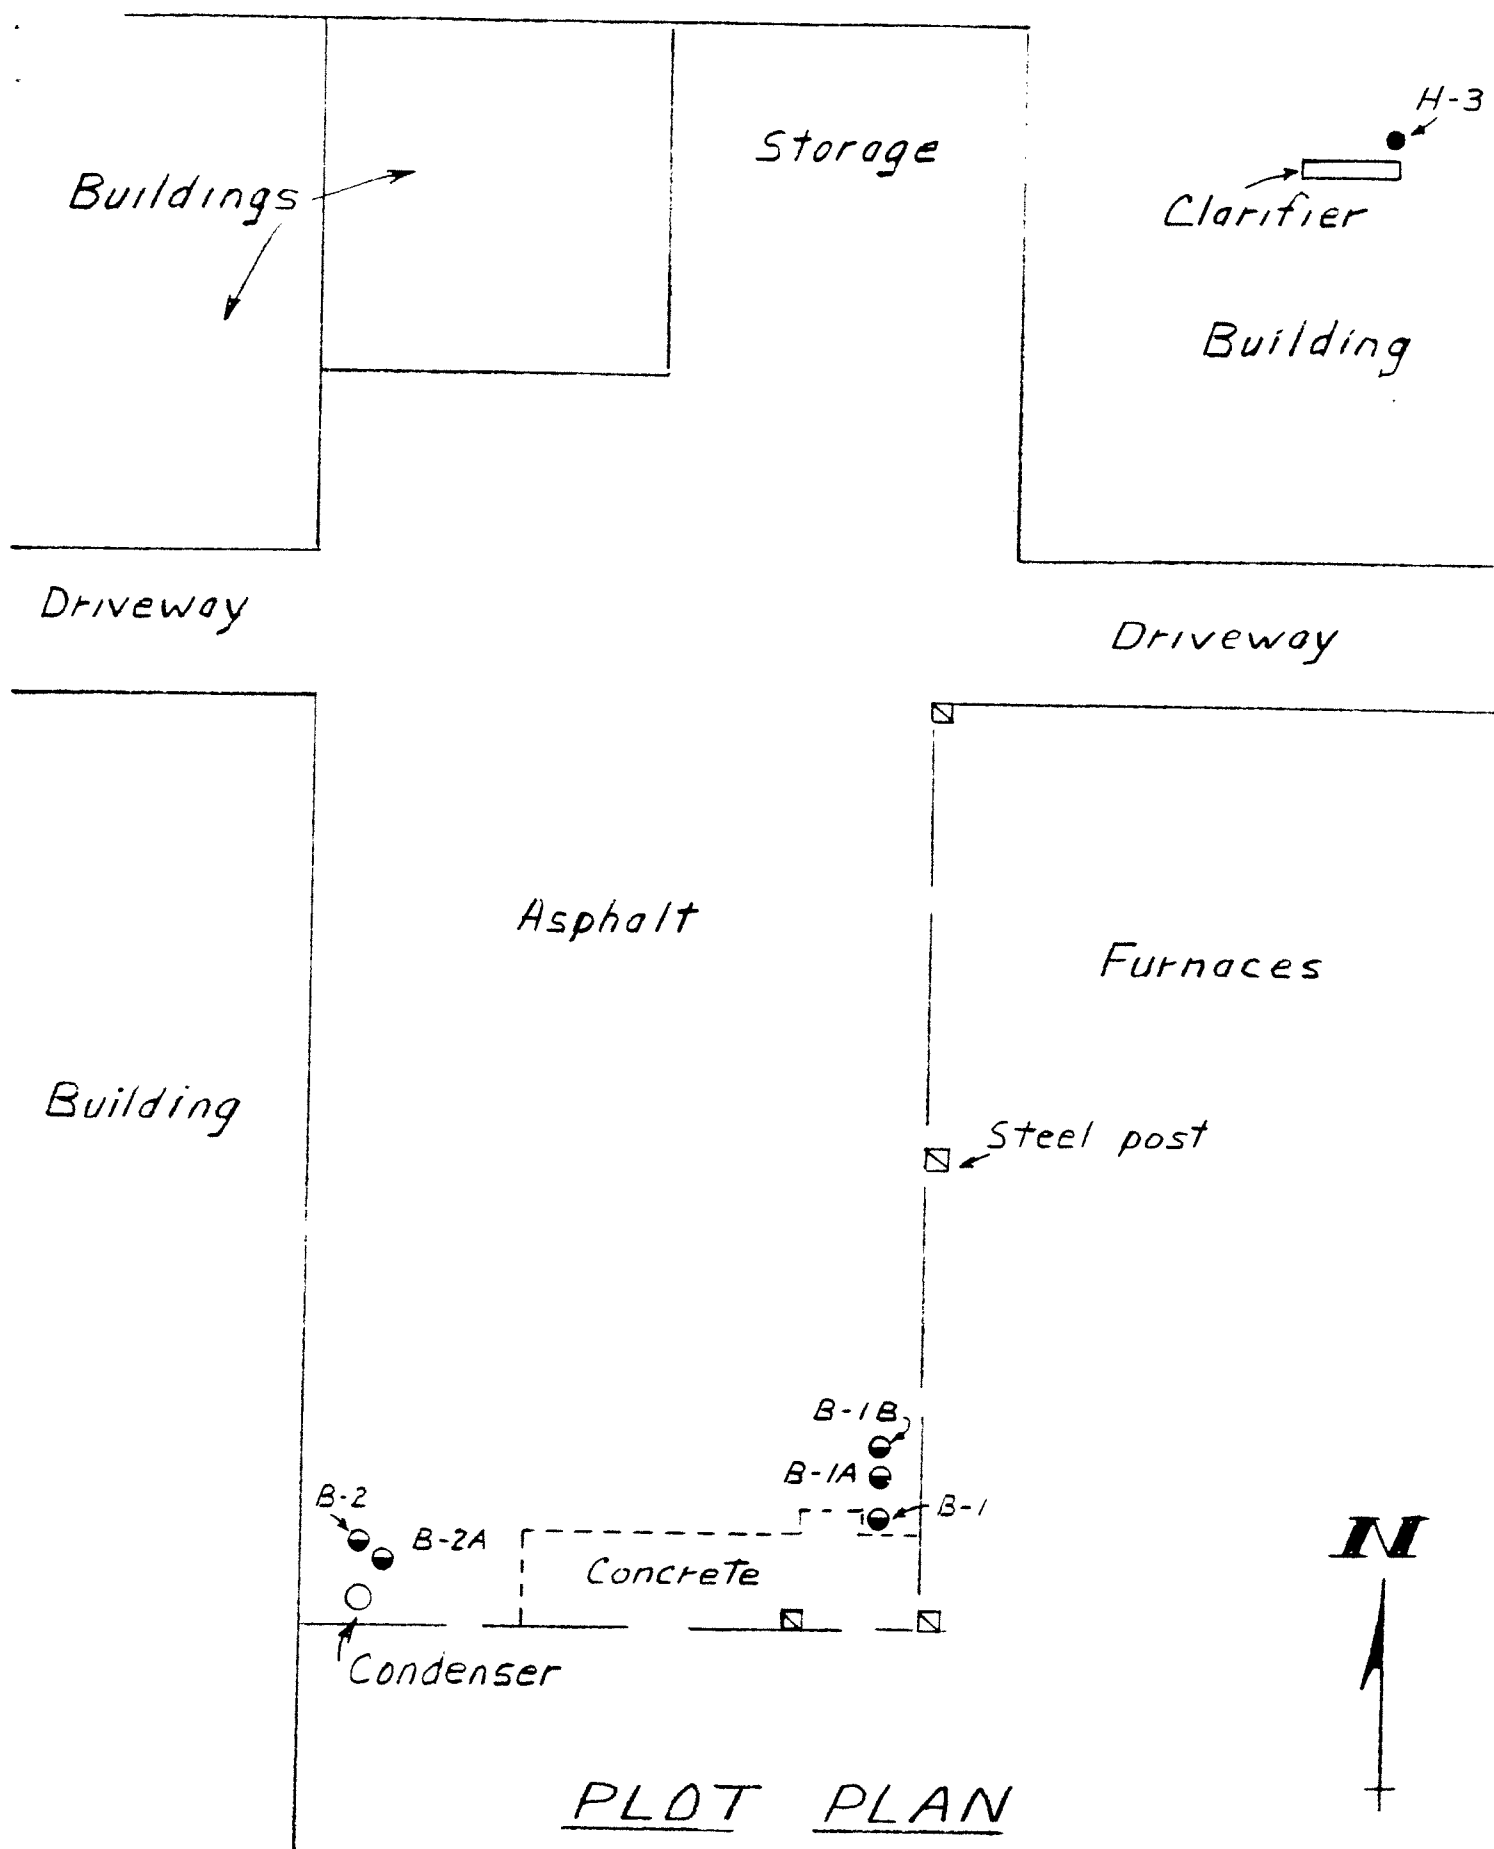 H-3
Storage
Buildings
Clarifier
Building
Driveway
Driveway
Asphalt
Furnaces
Building
Steel post
B-1B
B-1A
B-2
B-1
B-2A
Concrete
N
Condenser
PLOT PLAN